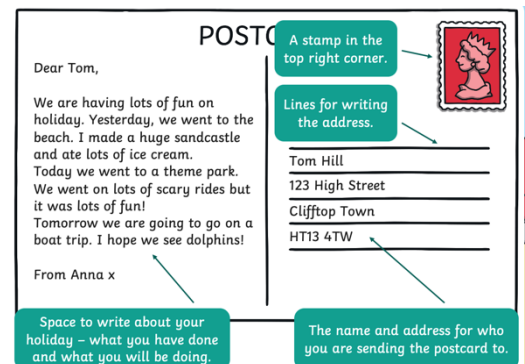 POSTC
A stamp in the
top right corner.
Dear Tom,
We are having lots of fun on
holiday. Yesterday, we went to the
beach. I made a huge sandcastle
and ate lots of ice cream.
Today we went to a theme park.
We went on lots of scary rides but
it was lots of fun!
Tomorrow we are going to go on a
boat trip. I hope we see dolphins!
From Anna x
Lines for writing
the address.
Tom Hill
123 High Street
Clifftop Town
HT13 4TW
Space to write about your
holiday – what you have done
and what you will be doing.
The name and address for who
you are sending the postcard to.